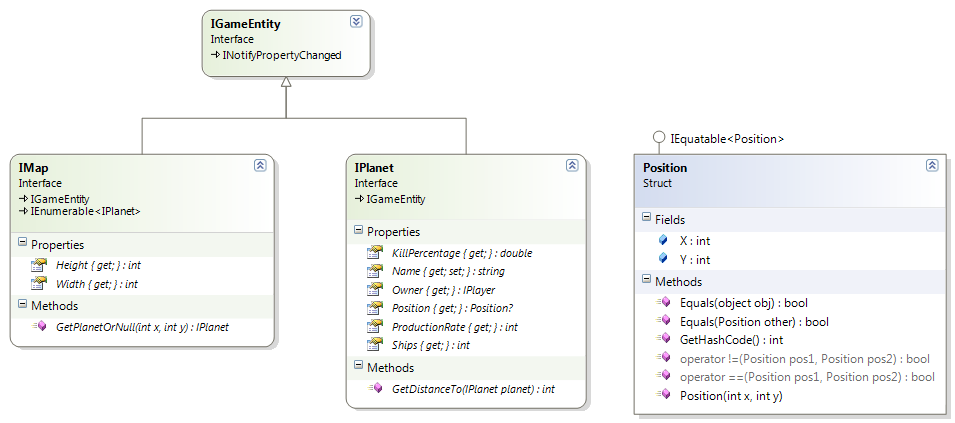 IGameEntity
Interface
INotifyPropertyChanged
IMap
Interface
IGameEntity
IEnumerable<IPlanet>
Properties
Height { get; } : int
Width { get; } : int
Methods
GetPlanetOrNull(int x, int y) : IPlanet
IPlanet
Interface
IGameEntity
Properties
KillPercentage { get; } : double
Name { get; set; } : string
Owner { get; } : IPlayer
Position { get; } : Position?
ProductionRate { get; } : int
Ships { get; } : int
Methods
GetDistanceTo(IPlanet planet) : int
IEquatable<Position>
Position
Struct
Fields
X : int
Y : int
Methods
Equals(object obj) : bool
Equals(Position other) : bool
GetHashCode() : int
operator !=(Position pos1, Position pos2) : bool
operator ==(Position pos1, Position pos2) : bool
Position(int x, int y)